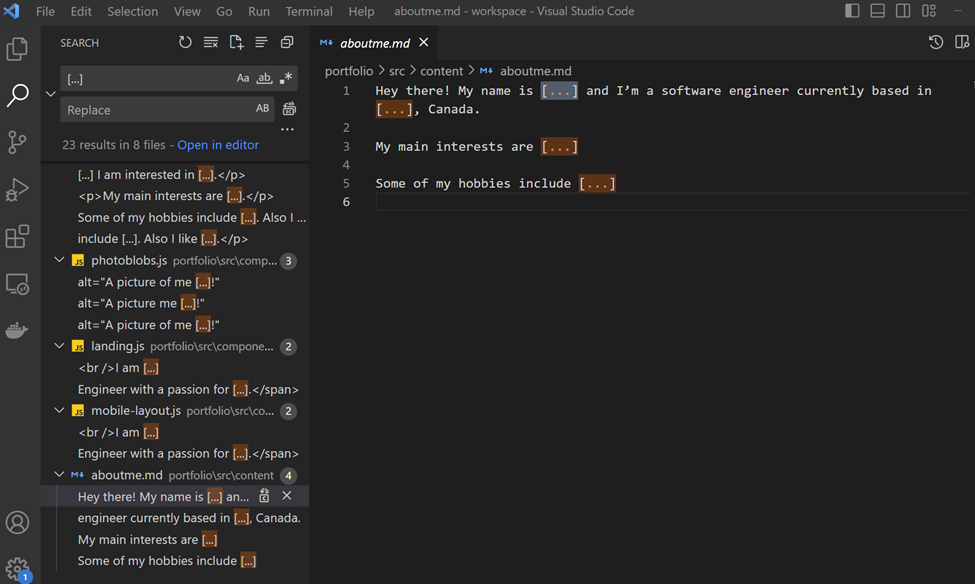 File Edit Selection View Go Run Terminal Help aboutme.md - workspace - Visual Studio Code
SEARCH
[...]
Aa ab .*
Replace
AB
...
23 results in 8 files - Open in editor
[...] I am interested in [...].</p>
<p>My main interests are [...].</p>
Some of my hobbies include [...]. Also I ...
include [...]. Also I like [...].</p>
JS photoblobs.js portfolio\src\comp... 3
alt="A picture of me [...]!"
alt="A picture me [...]!"
alt="A picture of me [...]!"
JS landing.js portfolio\src\compone... 2
<br />I am [...]
Engineer with a passion for [...].</span>
JS mobile-layout.js portfolio\src\co... 2
<br />I am [...]
Engineer with a passion for [...].</span>
M aboutme.md portfolio\src\content 4
Hey there! My name is [...] an...
engineer currently based in [...], Canada.
My main interests are [...]
Some of my hobbies include [...]
1
M aboutme.md
portfolio > src > content > M aboutme.md
1 Hey there! My name is [...] and I’m a software engineer currently based in
[...], Canada.
2
3 My main interests are [...]
4
5 Some of my hobbies include [...]
6